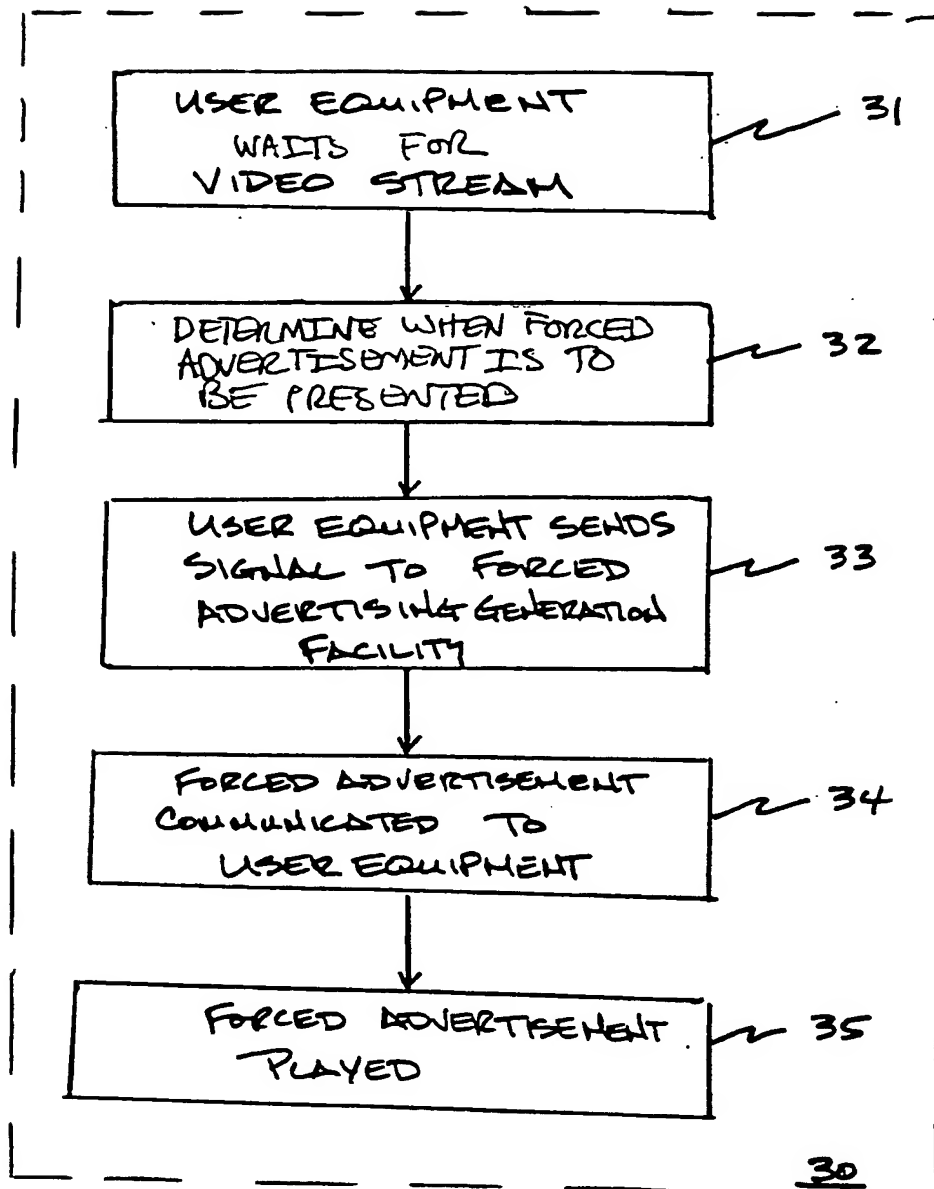 USER EQUIPMENT
WAITS FOR
VIDEO STREAM
31
DETERMINE WHEN FORCED
ADVERTISEMENT IS TO
BE PRESENTED
32
USER EQUIPMENT SENDS
SIGNAL TO FORCED
ADVERTISING GENERATION
FACILITY
33
FORCED ADVERTISEMENT
COMMUNICATED TO
USER EQUIPMENT
34
FORCED ADVERTISEMENT
PLAYED
35
30